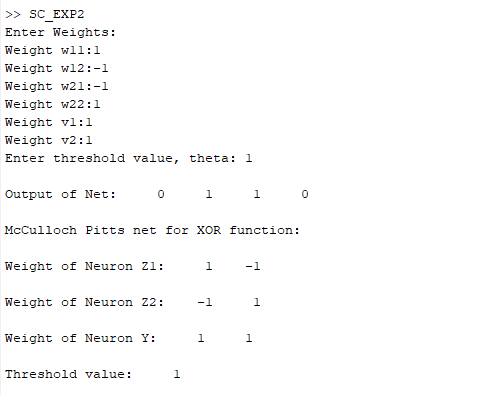 >> SC_EXP2
Enter Weights:
Weight w11:1
Weight w12:-1
Weight w21:-1
Weight w22:1
Weight v1:1
Weight v2:1
Enter threshold value, theta: 1
Output of Net:     0     1     1     0
McCulloch Pitts net for XOR function:
Weight of Neuron Z1:     1    -1
Weight of Neuron Z2:    -1     1
Weight of Neuron Y:     1     1
Threshold value:     1